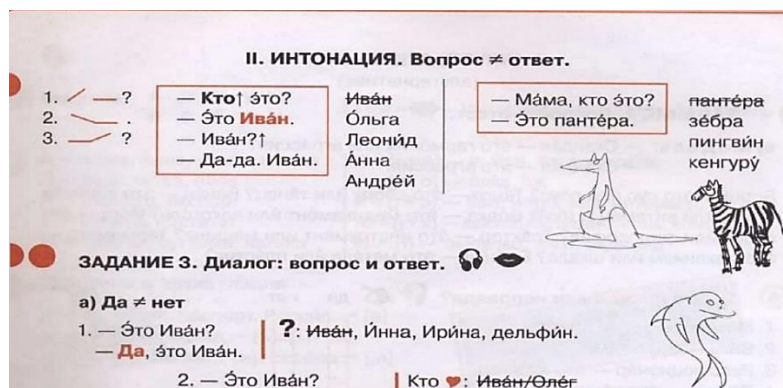 II. ИНТОНАЦИЯ. Вопрос ≠ ответ.
1. ?
2.
3. ?
– Кто↑ э́то?
– Э́то Ива́н.
– Ива́н?↑
– Да-да. Ива́н.
Ива́н
О́льга
Леони́д
А́нна
Андре́й
– Ма́ма, кто э́то?
– Э́то панте́ра.
панте́ра
зе́бра
пингви́н
кенгуру́
ЗАДАНИЕ 3. Диалог: вопрос и ответ.
а) Да ≠ нет
1. — Э́то Ива́н?
— Да, э́то Ива́н.
?: Ива́н, И́нна, Ири́на, дельфи́н.
2. — Э́то Ива́н?
Кто ♥: Ива́н/Оле́г